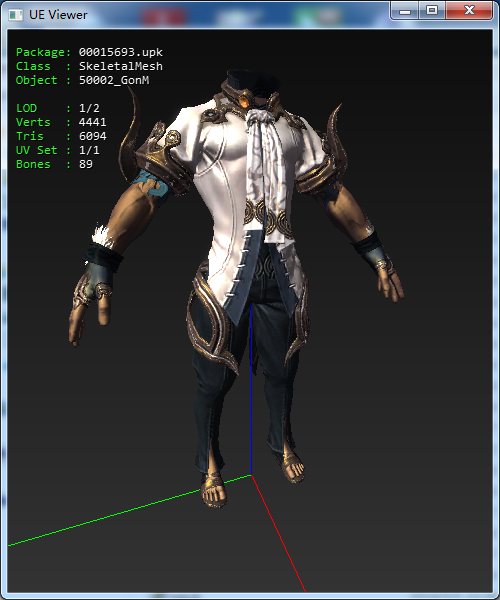 UE Viewer
Package: 00015693.upk
Class : SkeletalMesh
Object : 50002_GonM
LOD : 1/2
Verts : 4441
Tris : 6094
UV Set : 1/1
Bones : 89